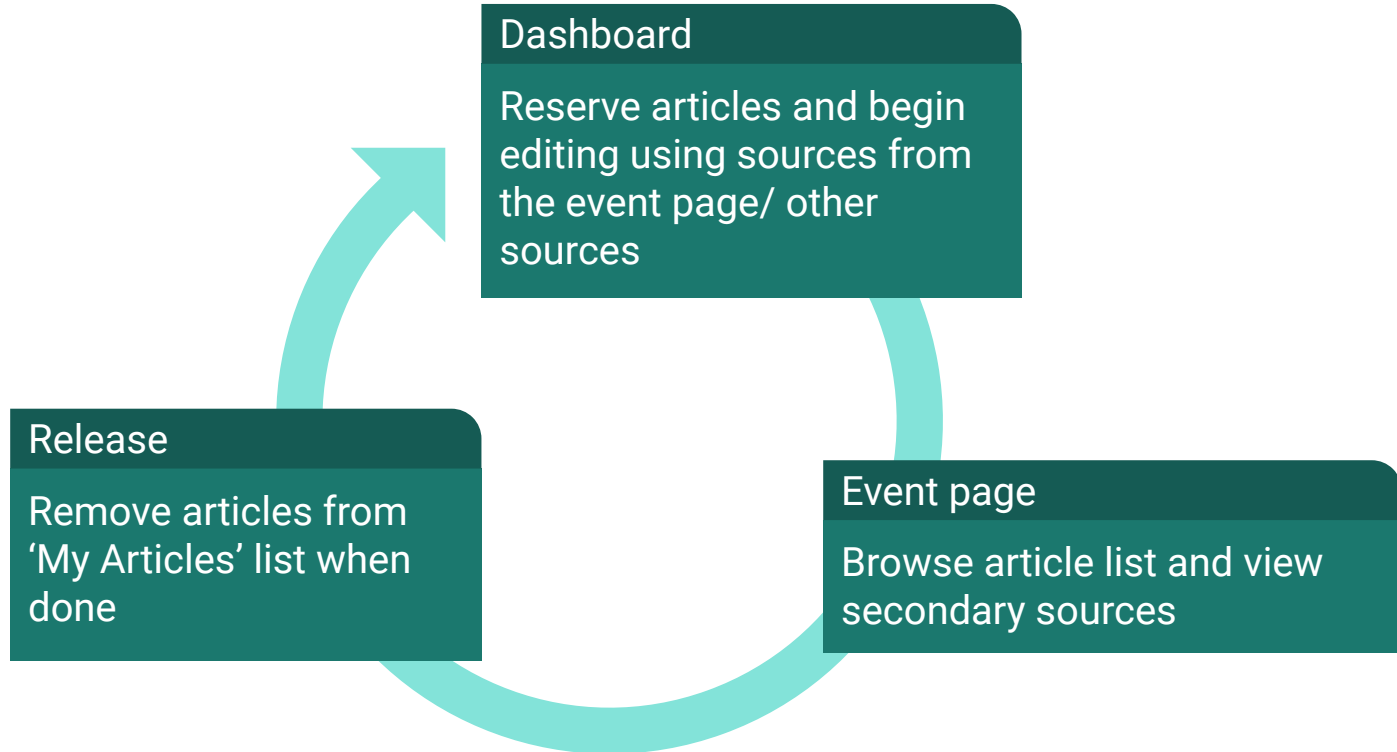 Dashboard
Reserve articles and begin
editing using sources from
the event page/ other
sources
Release
Remove articles from
‘My Articles’ list when
done
Event page
Browse article list and view
secondary sources